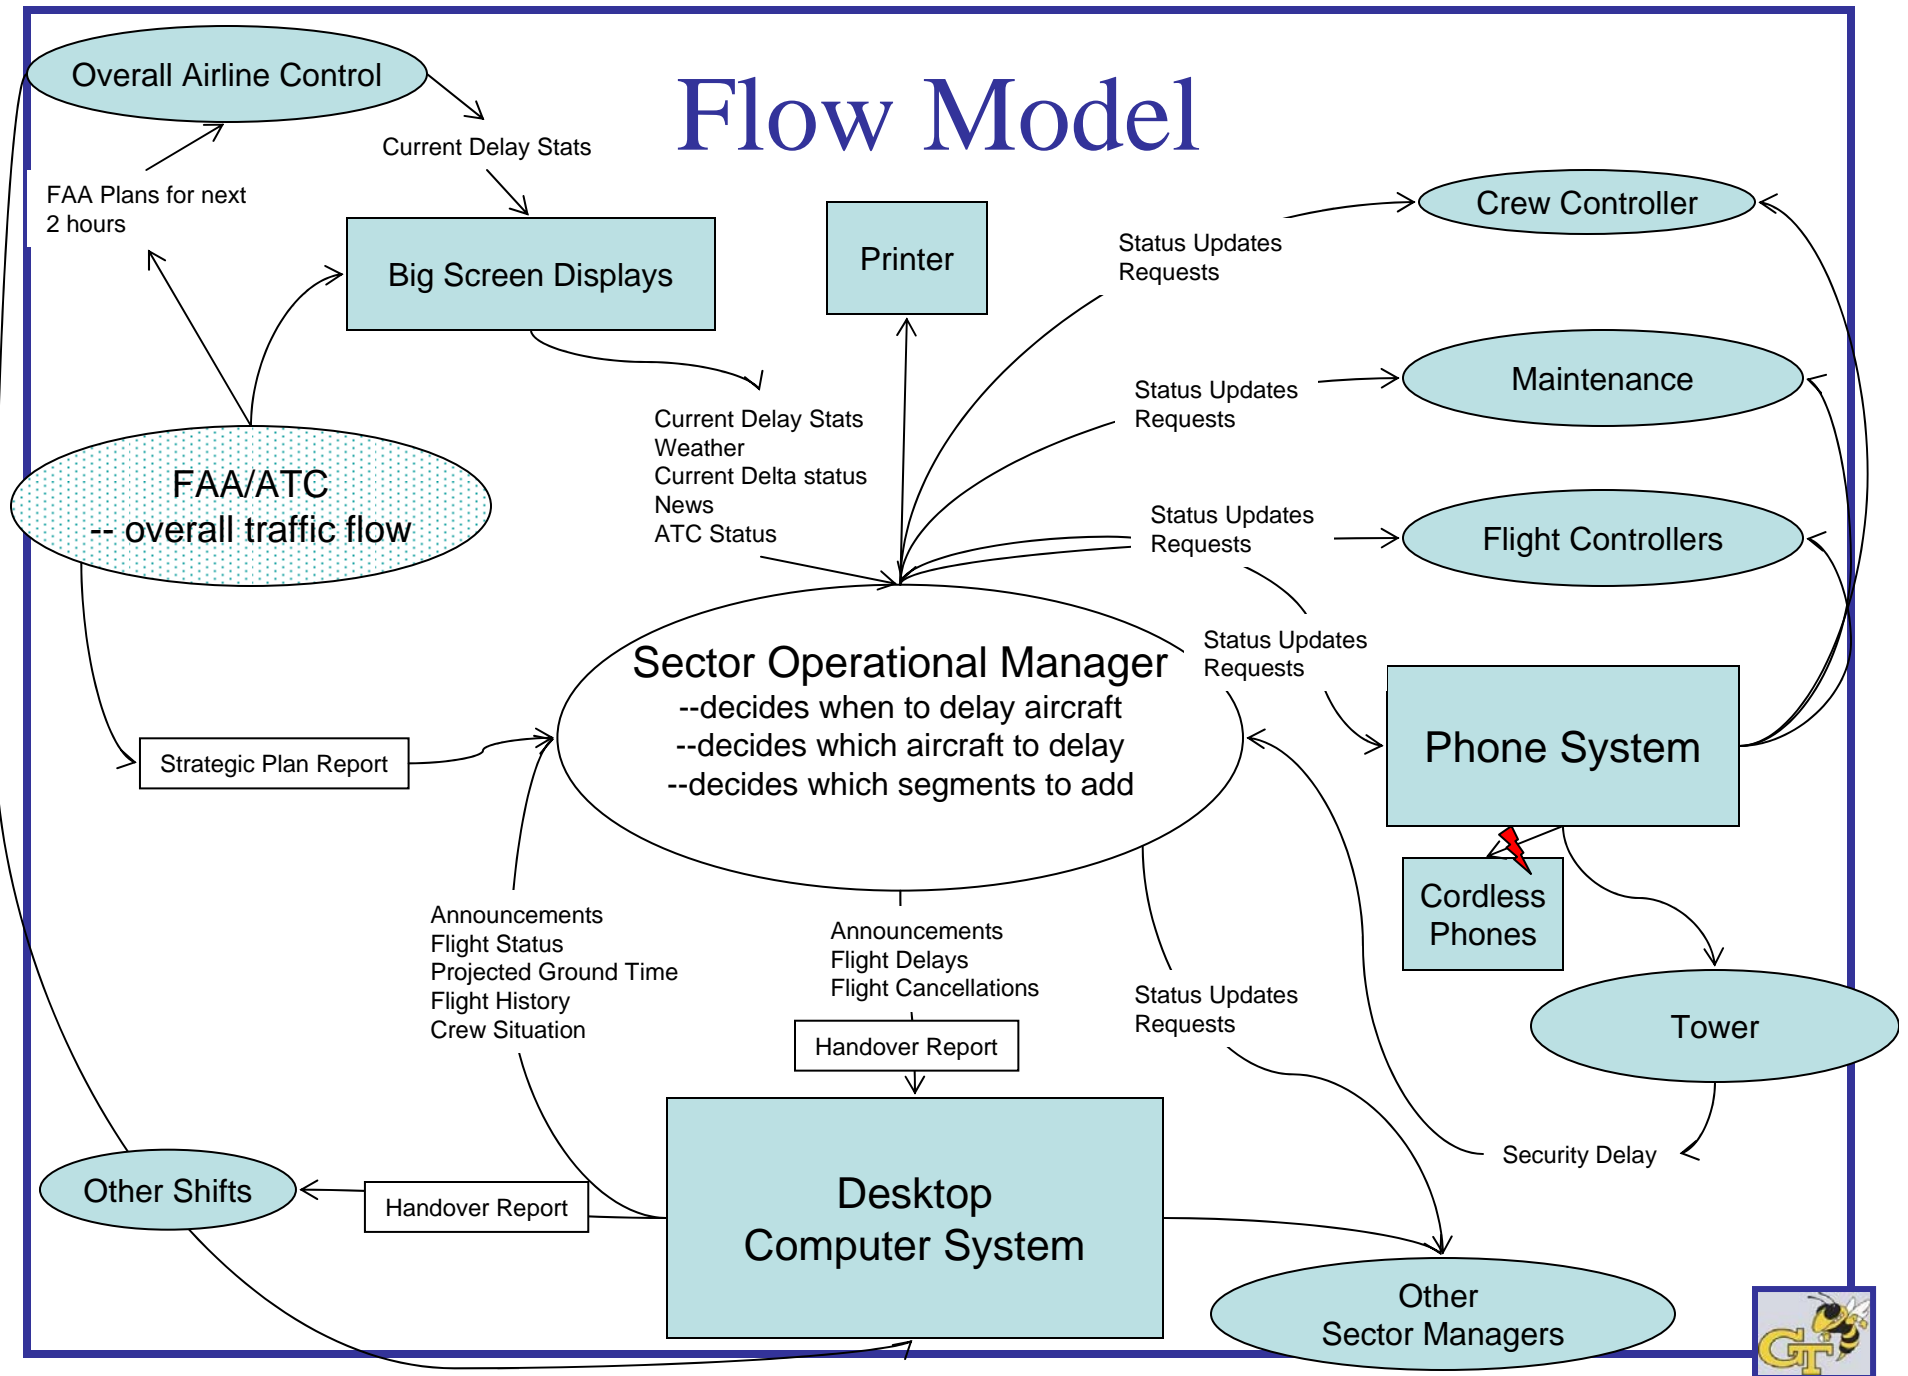 Flow Model
Overall Airline Control
Current Delay Stats
FAA Plans for next
2 hours
Big Screen Displays
Printer
Status Updates
Requests
Crew Controller
Status Updates
Requests
Maintenance
Current Delay Stats
Weather
Current Delta status
News
ATC Status
FAA/ATC
-- overall traffic flow
Status Updates
Requests
Flight Controllers
Sector Operational Manager
--decides when to delay aircraft
--decides which aircraft to delay
--decides which segments to add
Status Updates
Requests
Phone System
Strategic Plan Report
Cordless
Phones
Announcements
Flight Status
Projected Ground Time
Flight History
Crew Situation
Announcements
Flight Delays
Flight Cancellations
Handover Report
Status Updates
Requests
Tower
Security Delay
Other Shifts
Handover Report
Desktop
Computer System
Other
Sector Managers
GT